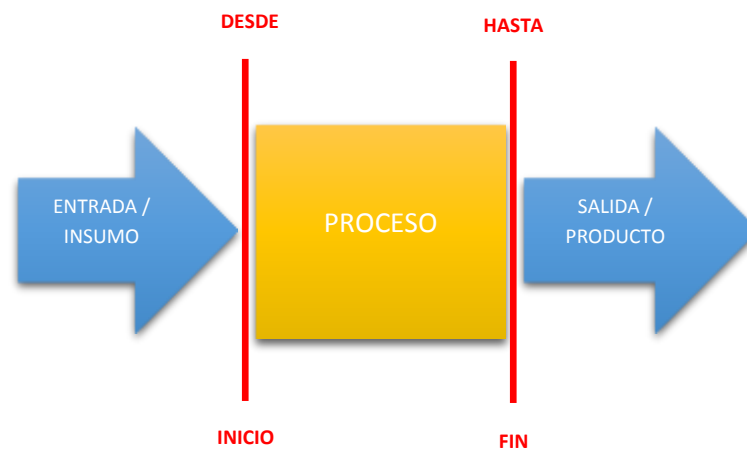 DESDE
HASTA
ENTRADA /
INSUMO
PROCESO
SALIDA /
PRODUCTO
INICIO
FIN